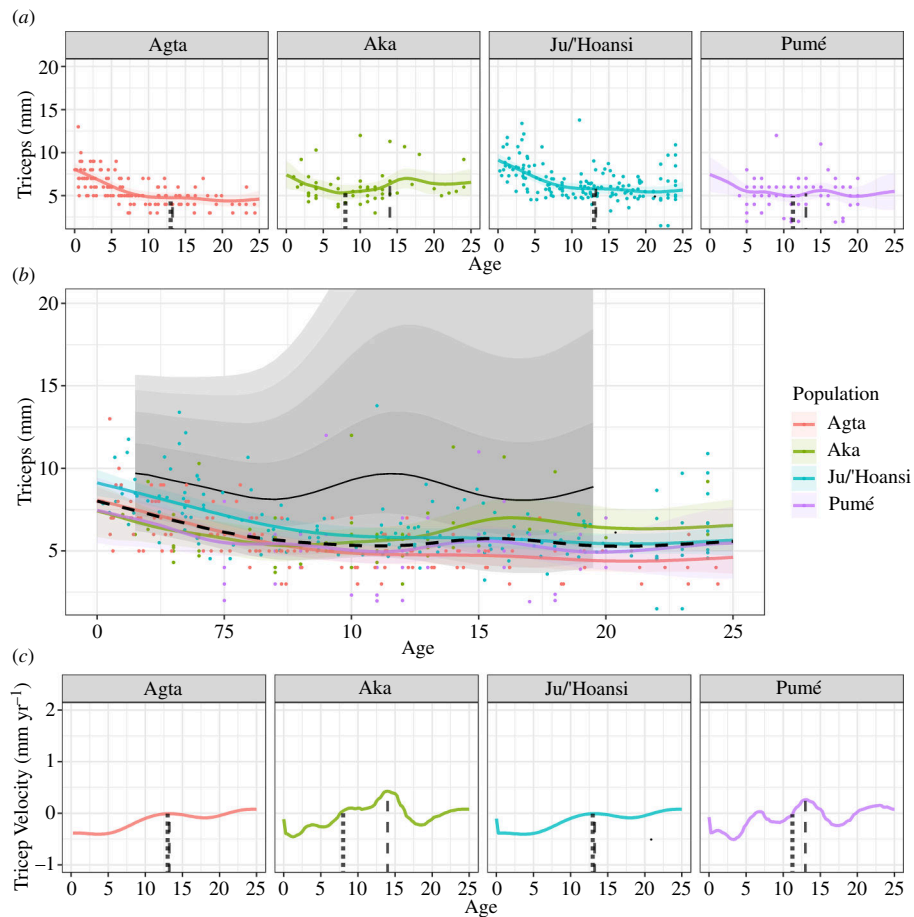 (a)
Agta Aka Ju/'Hoansi Pumé
Triceps (mm)
20
15
10
5
0 5 10 15 20 25 0 5 10 15 20 25 0 5 10 15 20 25 0 5 10 15 20 25
Age
(b)
Triceps (mm)
20
15
10
5
0 75 10 15 20 25
Age
Population
Agta
Aka
Ju/'Hoansi
Pumé
(c)
Agta Aka Ju/'Hoansi Pumé
Tricep Velocity (mm yr⁻¹)
2
1
0
−1
0 5 10 15 20 25 0 5 10 15 20 25 0 5 10 15 20 25 0 5 10 15 20 25
Age